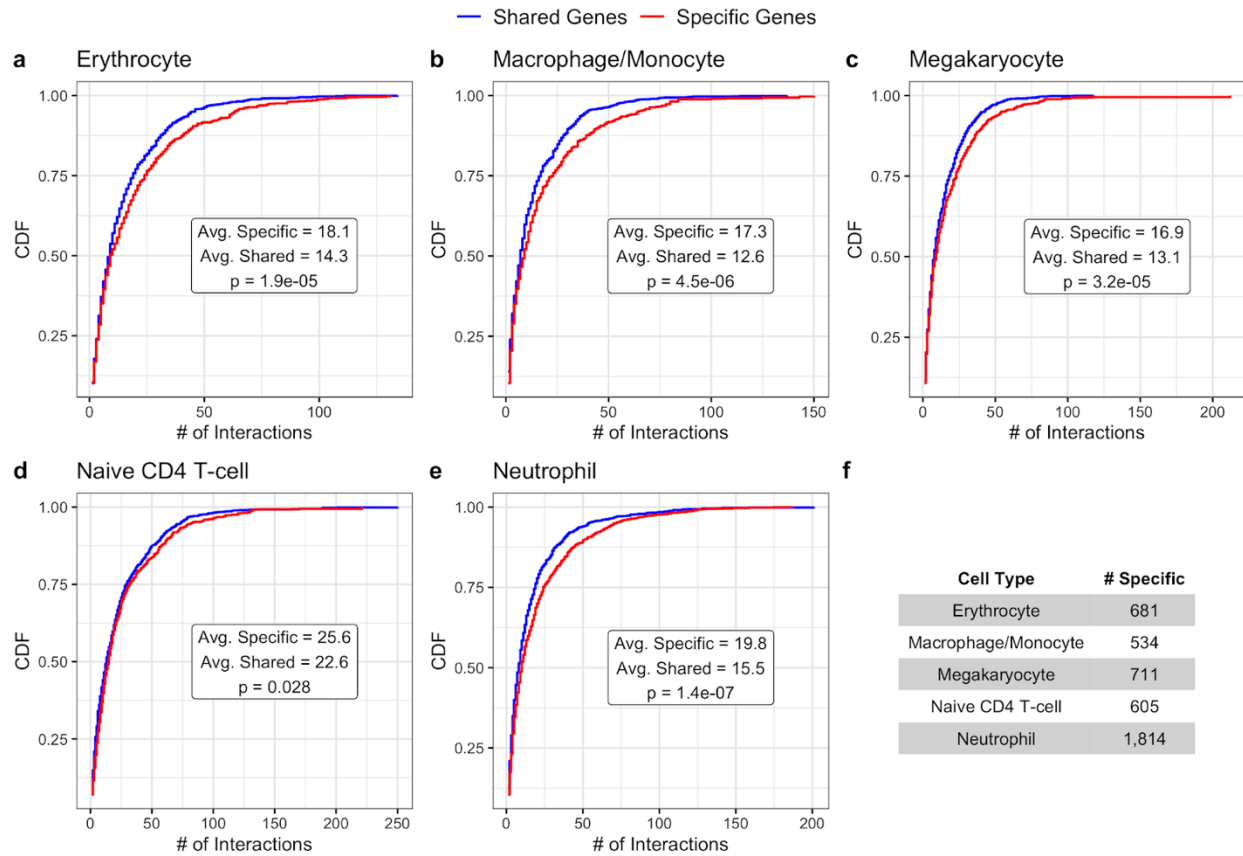 Shared Genes Specific Genes
a Erythrocyte
CDF
1.00
0.75
0.50
0.25
Avg. Specific = 18.1
Avg. Shared = 14.3
p = 1.9e-05
0 50 100
# of Interactions
b Macrophage/Monocyte
CDF
1.00
0.75
0.50
0.25
Avg. Specific = 17.3
Avg. Shared = 12.6
p = 4.5e-06
0 50 100 150
# of Interactions
c Megakaryocyte
CDF
1.00
0.75
0.50
0.25
Avg. Specific = 16.9
Avg. Shared = 13.1
p = 3.2e-05
0 50 100 150 200
# of Interactions
d Naive CD4 T-cell
CDF
1.00
0.75
0.50
0.25
Avg. Specific = 25.6
Avg. Shared = 22.6
p = 0.028
0 50 100 150 200 250
# of Interactions
e Neutrophil
CDF
1.00
0.75
0.50
0.25
Avg. Specific = 19.8
Avg. Shared = 15.5
p = 1.4e-07
0 50 100 150 200
# of Interactions
f
Cell Type # Specific
Erythrocyte 681
Macrophage/Monocyte 534
Megakaryocyte 711
Naive CD4 T-cell 605
Neutrophil 1,814